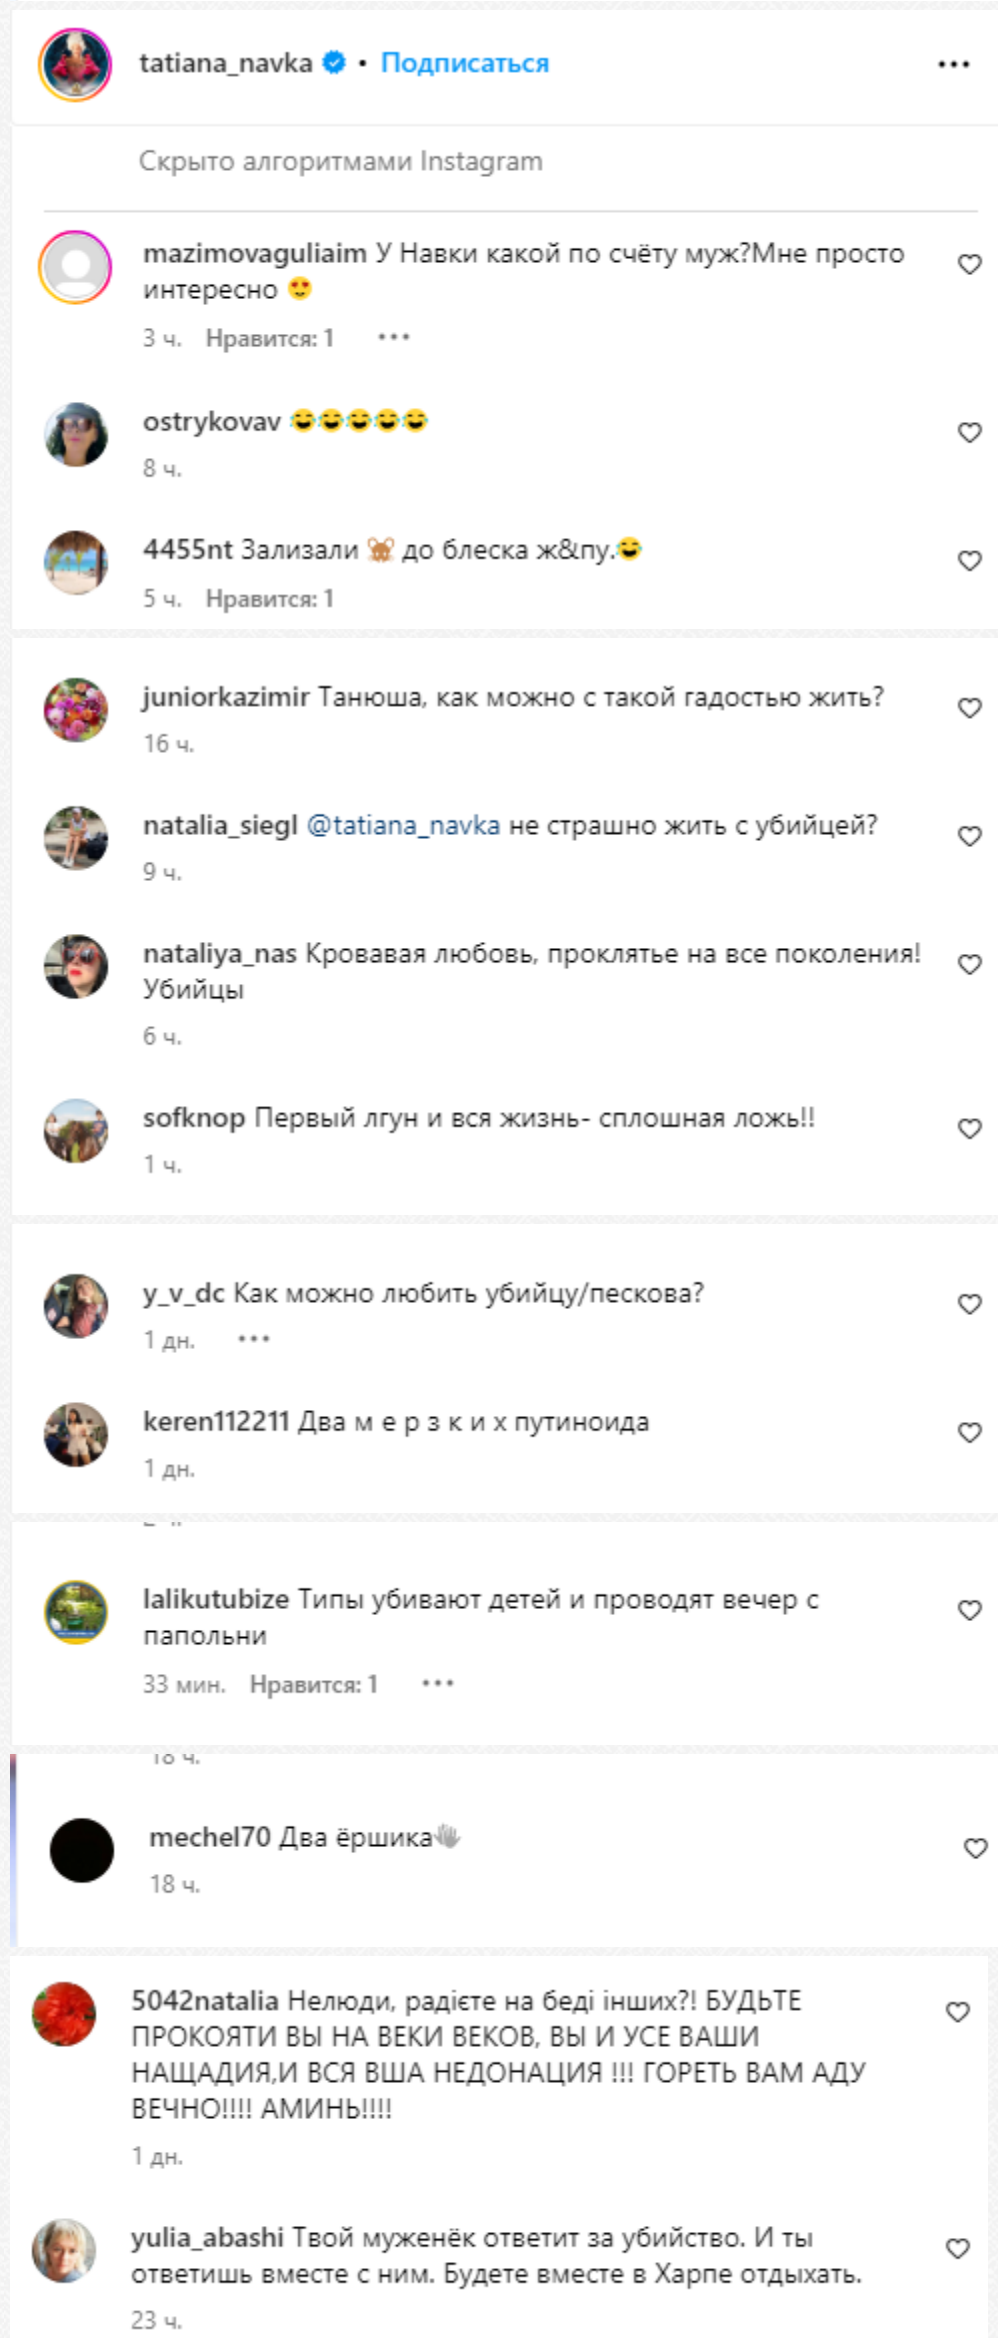 tatiana_navka • Подписаться
Скрыто алгоритмами Instagram
mazimovaguliaim У Навки какой по счёту муж?Мне просто
интересно 😍
3 ч. Нравится: 1
ostrykovav 😂😂😂😂😂
8 ч.
4455nt Зализали 🐭 до блеска ж&пу.😂
5 ч. Нравится: 1
juniorkazimir Танюша, как можно с такой гадостью жить?
16 ч.
natalia_siegl @tatiana_navka не страшно жить с убийцей?
9 ч.
nataliya_nas Кровавая любовь, проклятье на все поколения!
Убийцы
6 ч.
sofknop Первый лгун и вся жизнь- сплошная ложь!!
1 ч.
y_v_dc Как можно любить убийцу/пескова?
1 дн.
keren112211 Два м е р з к и х путиноида
1 дн.
lalikutubize Типы убивают детей и проводят вечер с
папольни
33 мин. Нравится: 1
18 ч.
mechel70 Два ёршика👋
18 ч.
5042natalia Нелюди, радієте на беді інших?! БУДЬТЕ
ПРОКОЯТИ ВЫ НА ВЕКИ ВЕКОВ, ВЫ И УСЕ ВАШИ
НАЩАДИЯ,И ВСЯ ВША НЕДОНАЦИЯ !!! ГОРЕТЬ ВАМ АДУ
ВЕЧНО!!!! АМИНЬ!!!!
1 дн.
yulia_abashi Твой муженёк ответит за убийство. И ты
ответишь вместе с ним. Будете вместе в Харпе отдыхать.
23 ч.